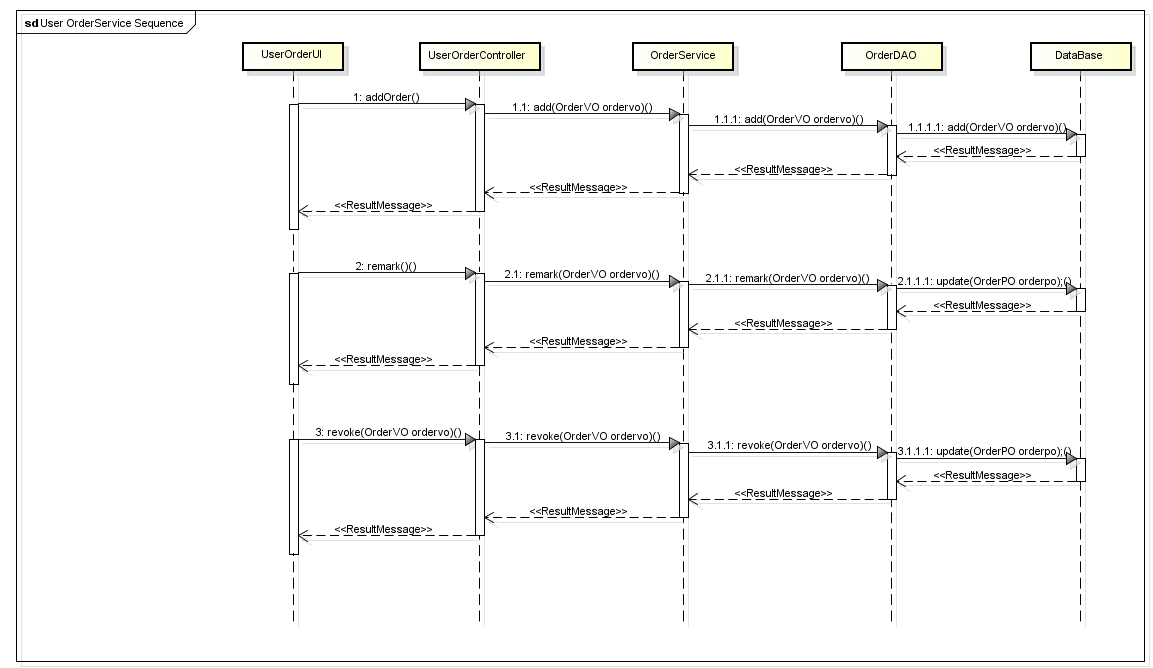 sd User OrderService Sequence
UserOrderUI
UserOrderController
OrderService
OrderDAO
DataBase
1: addOrder()
1.1: add(OrderVO ordervo)()
1.1.1: add(OrderVO ordervo)()
1.1.1.1: add(OrderVO ordervo)()
<<ResultMessage>>
<<ResultMessage>>
<<ResultMessage>>
<<ResultMessage>>
2: remark()()
2.1: remark(OrderVO ordervo)()
2.1.1: remark(OrderVO ordervo)()
2.1.1.1: update(OrderPO orderpo);()
<<ResultMessage>>
<<ResultMessage>>
<<ResultMessage>>
<<ResultMessage>>
3: revoke(OrderVO ordervo)()
3.1: revoke(OrderVO ordervo)()
3.1.1: revoke(OrderVO ordervo)()
3.1.1.1: update(OrderPO orderpo);()
<<ResultMessage>>
<<ResultMessage>>
<<ResultMessage>>
<<ResultMessage>>